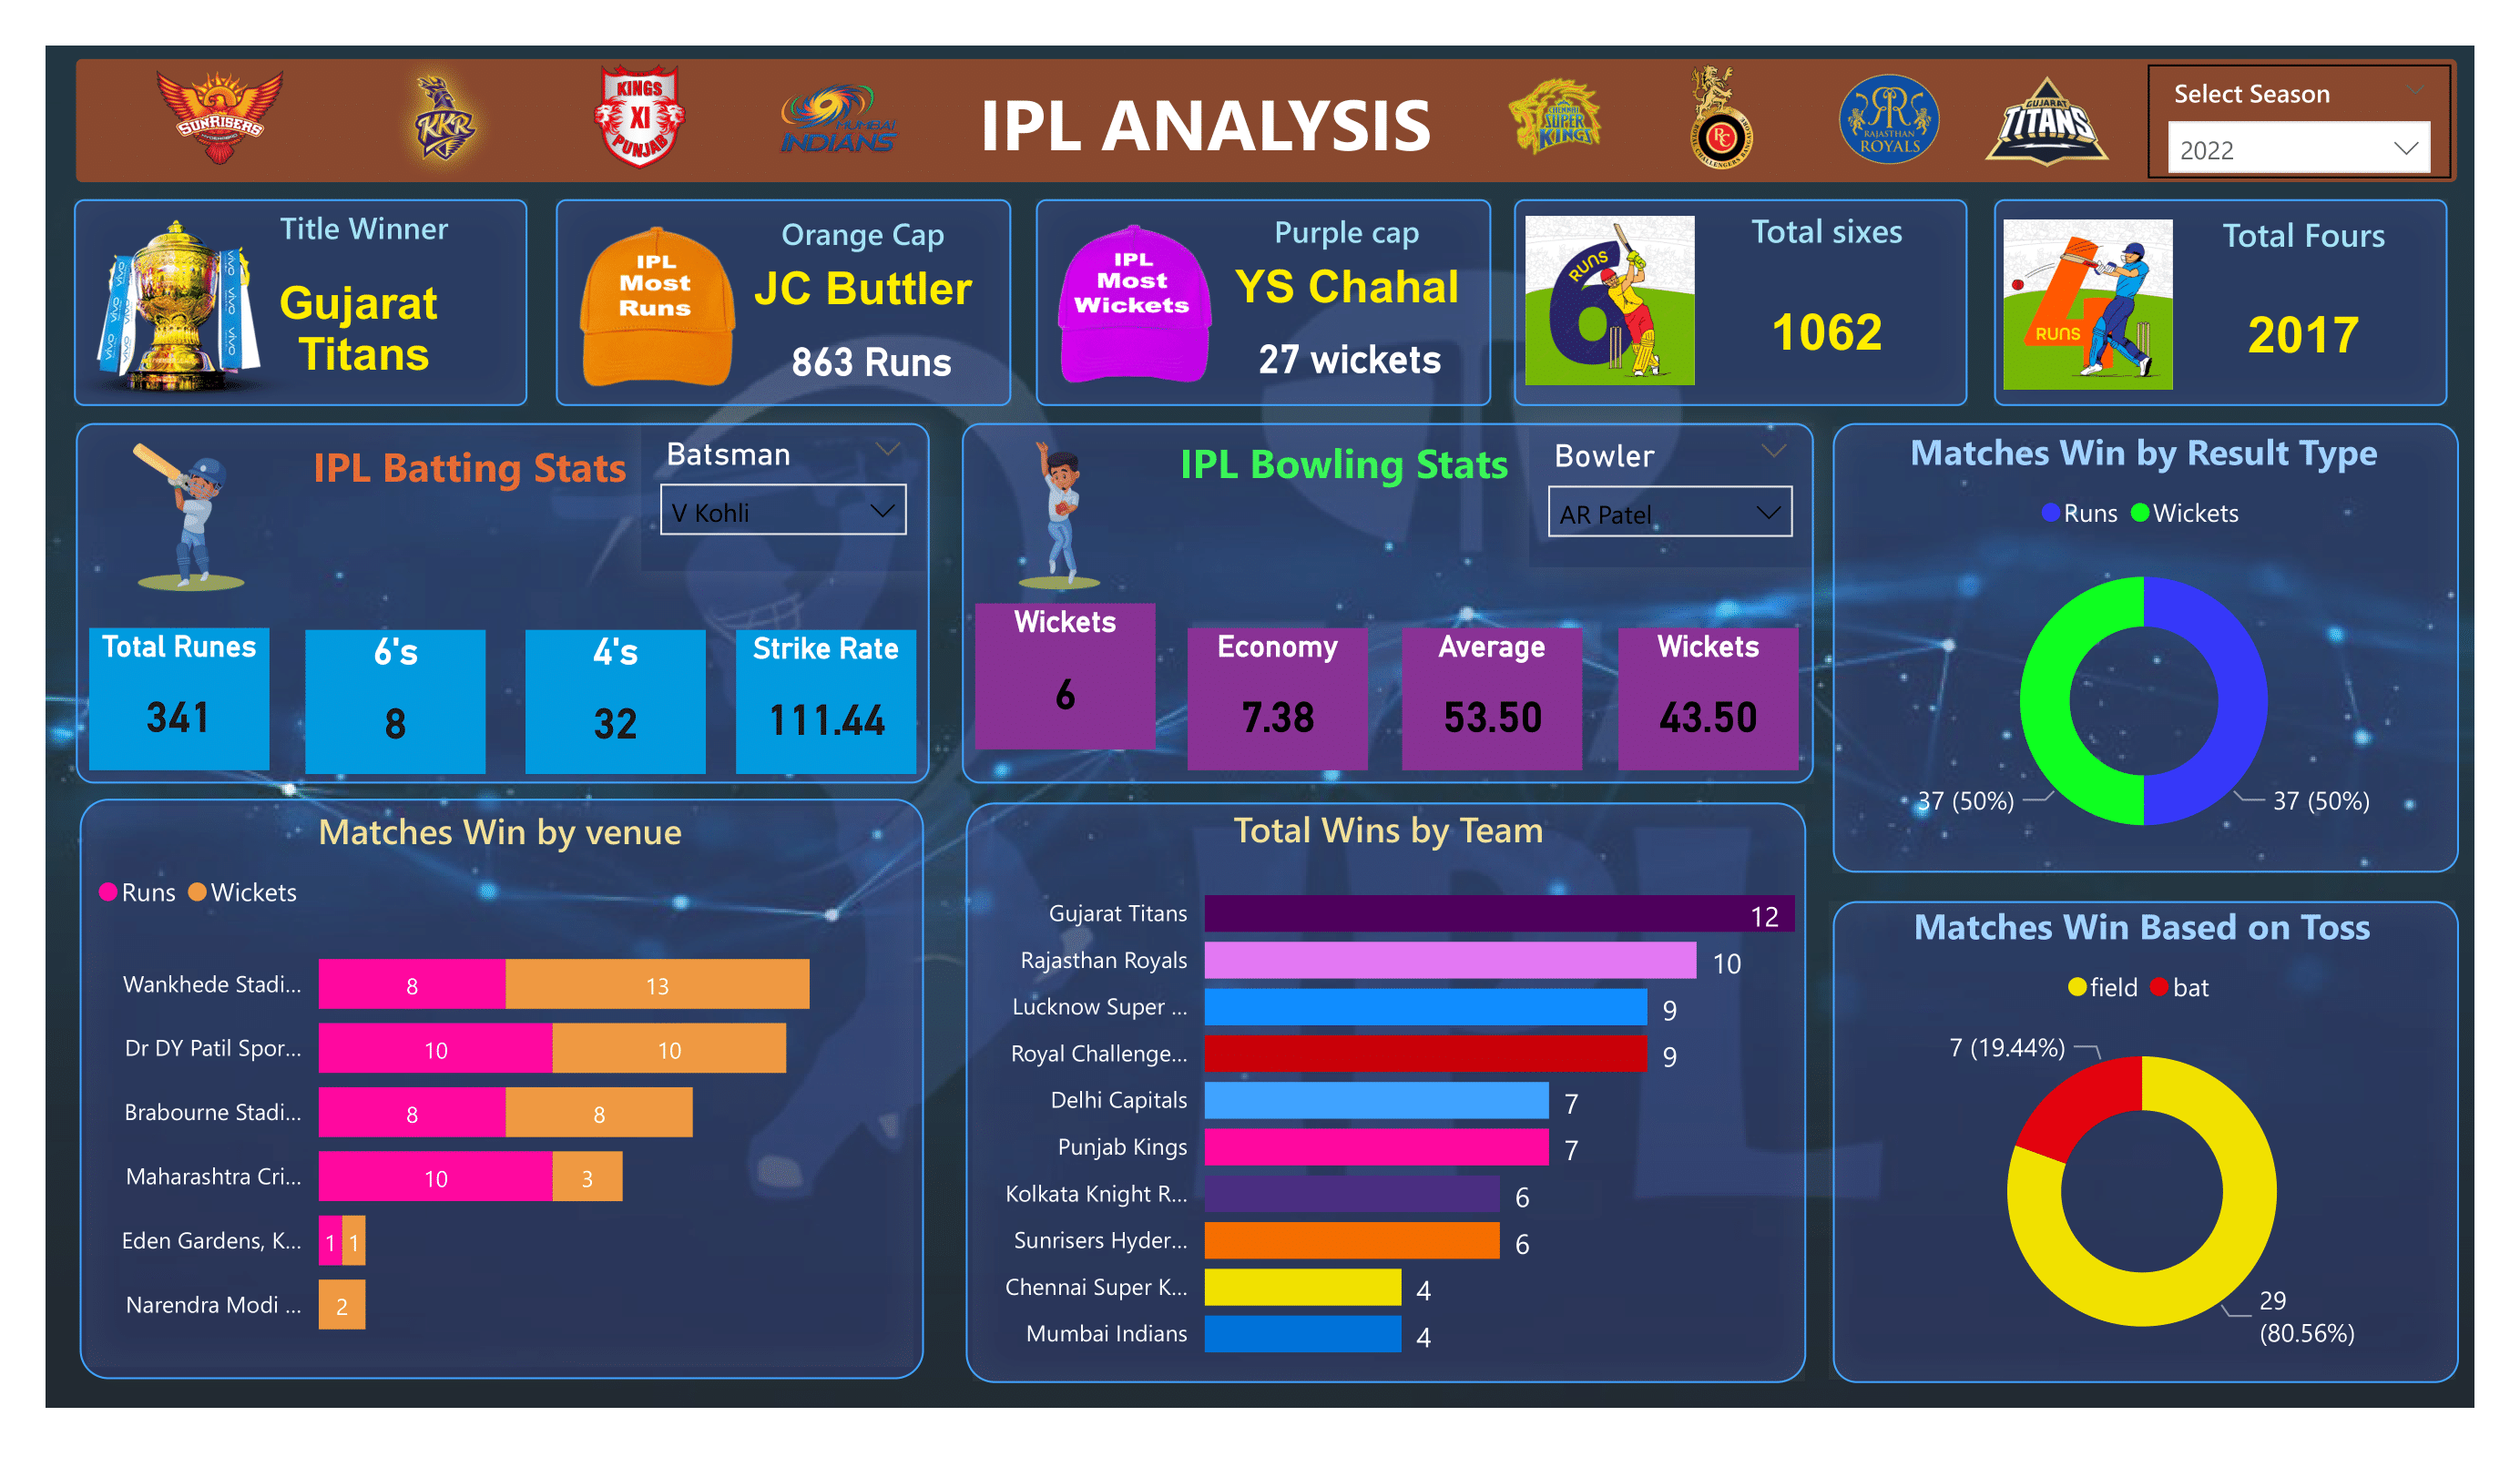 SUNRISERS
KKR
KINGS
XI
PUNJAB
MUMBAI
INDIANS
IPL ANALYSIS
CHENNAI
SUPER
KINGS
RC
RR
RAJASTHAN
ROYALS
GUJARAT
TITANS
Select Season
2022
Title Winner
Gujarat
Titans
vivo
vivo
IPL
Most
Runs
Orange Cap
JC Buttler
863 Runs
IPL
Most
Wickets
Purple cap
YS Chahal
27 wickets
6
RUNS
Total sixes
1062
4
RUNS
Total Fours
2017
IPL Batting Stats
Batsman
V Kohli
Total Runes
341
6's
8
4's
32
Strike Rate
111.44
IPL Bowling Stats
Bowler
AR Patel
Wickets
6
Economy
7.38
Average
53.50
Wickets
43.50
Matches Win by Result Type
Runs Wickets
37 (50%)
37 (50%)
Matches Win by venue
Runs Wickets
Wankhede Stadi... 8 13
Dr DY Patil Spor... 10 10
Brabourne Stadi... 8 8
Maharashtra Cri... 10 3
Eden Gardens, K... 1 1
Narendra Modi ... 2
Total Wins by Team
Gujarat Titans 12
Rajasthan Royals 10
Lucknow Super ... 9
Royal Challenge... 9
Delhi Capitals 7
Punjab Kings 7
Kolkata Knight R... 6
Sunrisers Hyder... 6
Chennai Super K... 4
Mumbai Indians 4
IPL
Matches Win Based on Toss
field bat
7 (19.44%)
29
(80.56%)